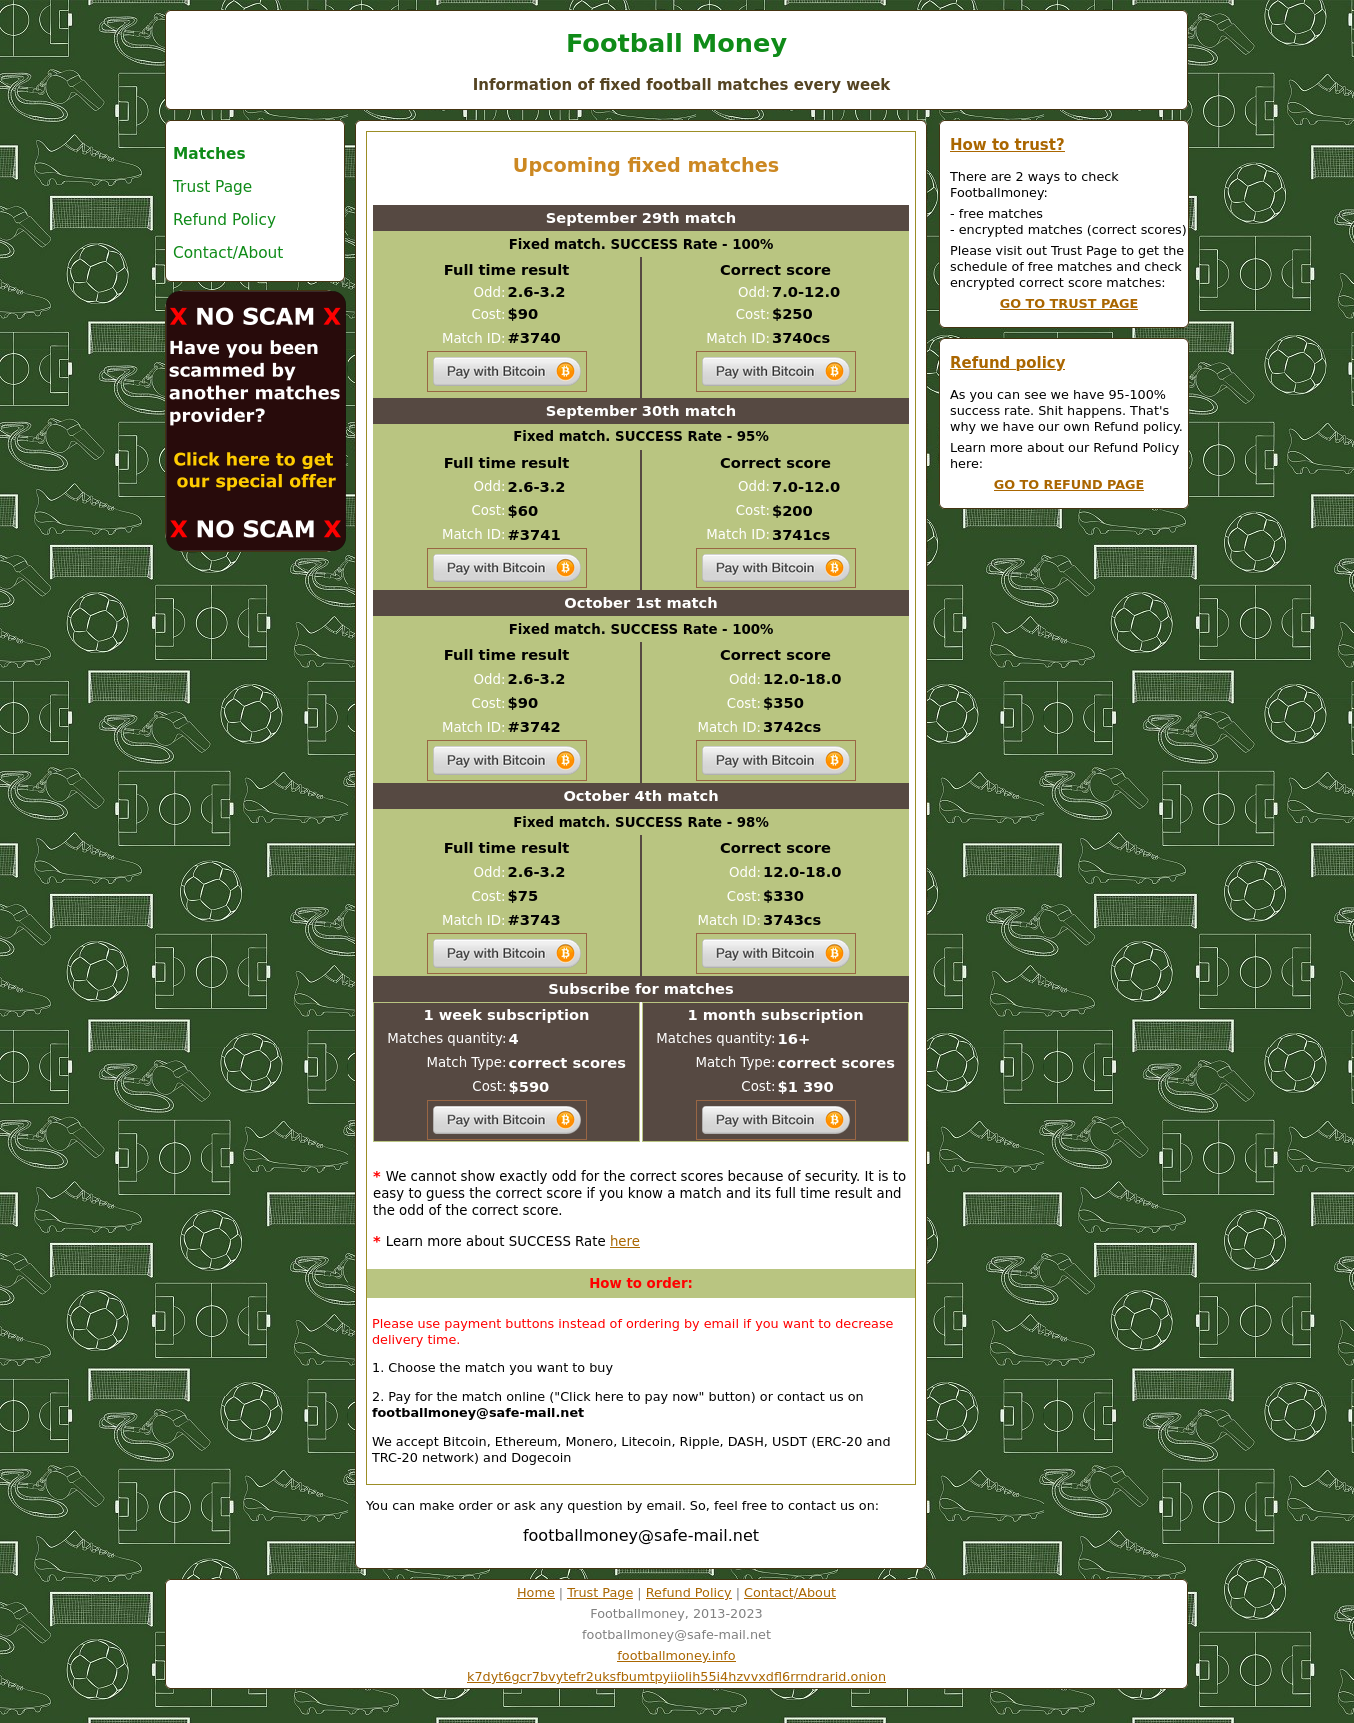 Football Money
Information of fixed football matches every week
Matches
Trust Page
Refund Policy
Contact/About
X NO SCAM X
Have you been
scammed by
another matches
provider?
Click here to get
our special offer
X NO SCAM X
Upcoming fixed matches
September 29th match
Fixed match. SUCCESS Rate - 100%
Full time result Correct score
Odd: 2.6-3.2 Odd: 7.0-12.0
Cost: $90 Cost: $250
Match ID: #3740 Match ID: 3740cs
Pay with Bitcoin Pay with Bitcoin
September 30th match
Fixed match. SUCCESS Rate - 95%
Full time result Correct score
Odd: 2.6-3.2 Odd: 7.0-12.0
Cost: $60 Cost: $200
Match ID: #3741 Match ID: 3741cs
Pay with Bitcoin Pay with Bitcoin
October 1st match
Fixed match. SUCCESS Rate - 100%
Full time result Correct score
Odd: 2.6-3.2 Odd: 12.0-18.0
Cost: $90 Cost: $350
Match ID: #3742 Match ID: 3742cs
Pay with Bitcoin Pay with Bitcoin
October 4th match
Fixed match. SUCCESS Rate - 98%
Full time result Correct score
Odd: 2.6-3.2 Odd: 12.0-18.0
Cost: $75 Cost: $330
Match ID: #3743 Match ID: 3743cs
Pay with Bitcoin Pay with Bitcoin
Subscribe for matches
1 week subscription 1 month subscription
Matches quantity: 4 Matches quantity: 16+
Match Type: correct scores Match Type: correct scores
Cost: $590 Cost: $1 390
Pay with Bitcoin Pay with Bitcoin
* We cannot show exactly odd for the correct scores because of security. It is to
easy to guess the correct score if you know a match and its full time result and
the odd of the correct score.
* Learn more about SUCCESS Rate here
How to order:
Please use payment buttons instead of ordering by email if you want to decrease
delivery time.
1. Choose the match you want to buy
2. Pay for the match online ("Click here to pay now" button) or contact us on
footballmoney@safe-mail.net
We accept Bitcoin, Ethereum, Monero, Litecoin, Ripple, DASH, USDT (ERC-20 and
TRC-20 network) and Dogecoin
You can make order or ask any question by email. So, feel free to contact us on:
footballmoney@safe-mail.net
How to trust?
There are 2 ways to check
Footballmoney:
- free matches
- encrypted matches (correct scores)
Please visit out Trust Page to get the
schedule of free matches and check
encrypted correct score matches:
GO TO TRUST PAGE
Refund policy
As you can see we have 95-100%
success rate. Shit happens. That's
why we have our own Refund policy.
Learn more about our Refund Policy
here:
GO TO REFUND PAGE
Home | Trust Page | Refund Policy | Contact/About
Footballmoney, 2013-2023
footballmoney@safe-mail.net
footballmoney.info
k7dyt6gcr7bvytefr2uksfbumtpyiiolih55i4hzvvxdfl6rrndrarid.onion